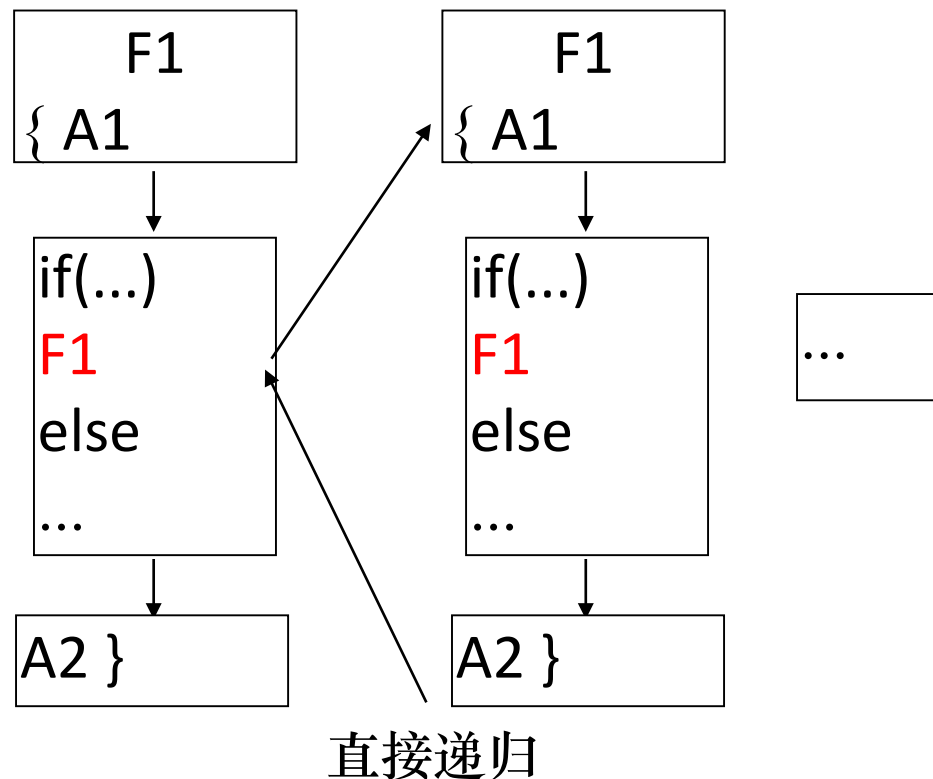 F1
{ A1
if(...)
F1
else
...
A2 }
F1
{ A1
if(...)
F1
else
...
A2 }
...
直接递归